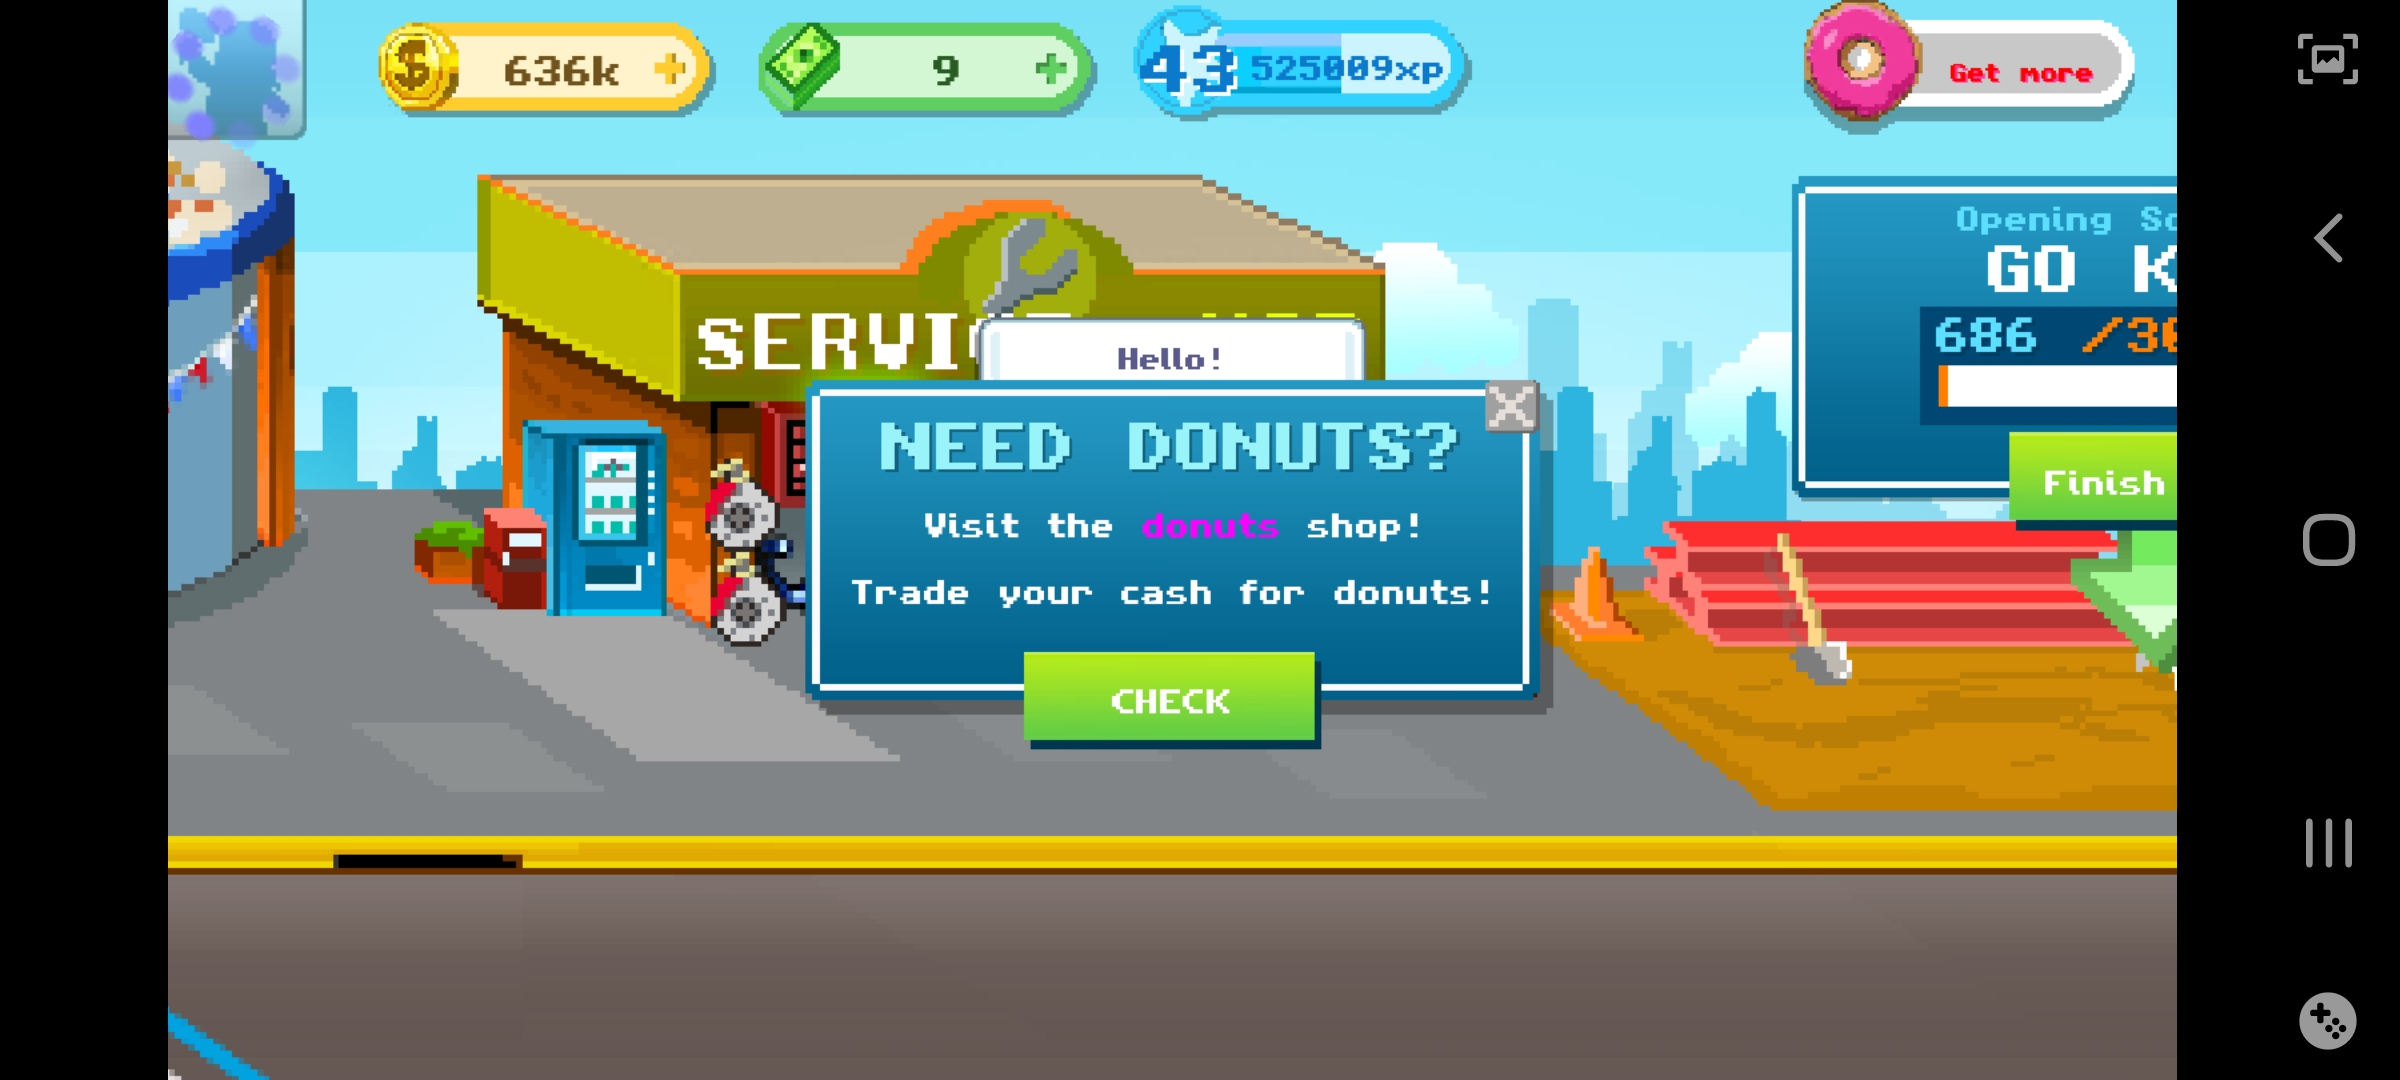 636k
9
43 525009xp
Get more
Opening
GO
686
Finish
Hello!
NEED DONUTS?
Visit the donuts shop!
Trade your cash for donuts!
CHECK